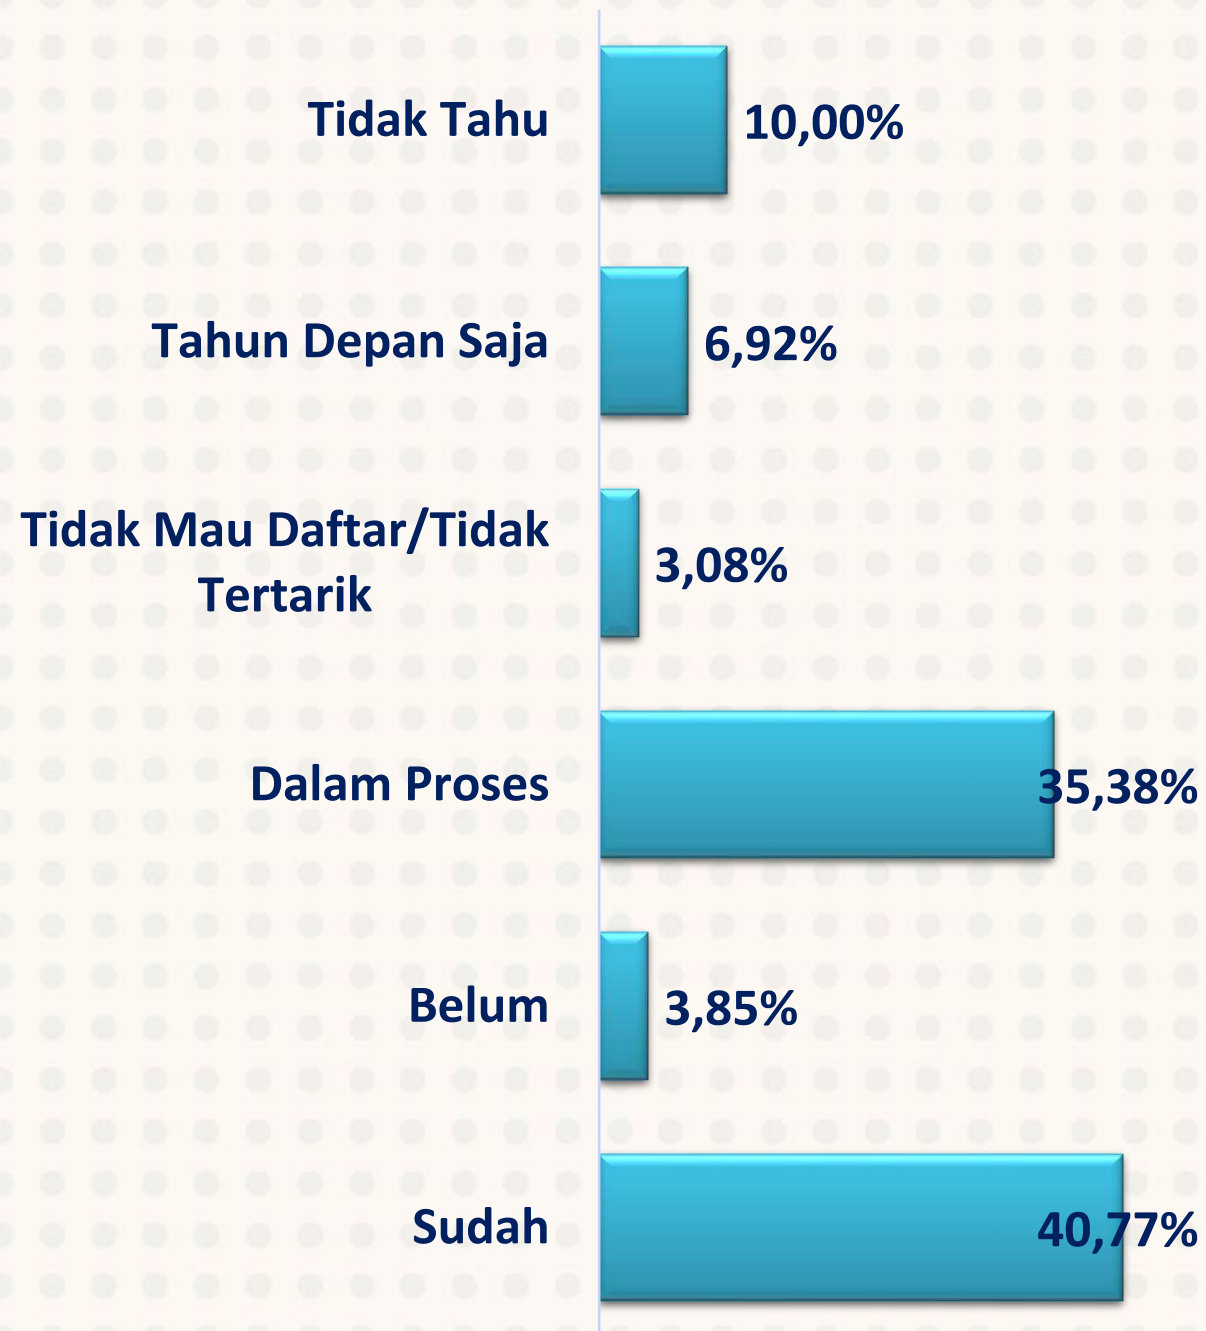 Tidak Tahu
10,00%
Tahun Depan Saja
6,92%
Tidak Mau Daftar/Tidak
Tertarik
3,08%
Dalam Proses
35,38%
Belum
3,85%
Sudah
40,77%